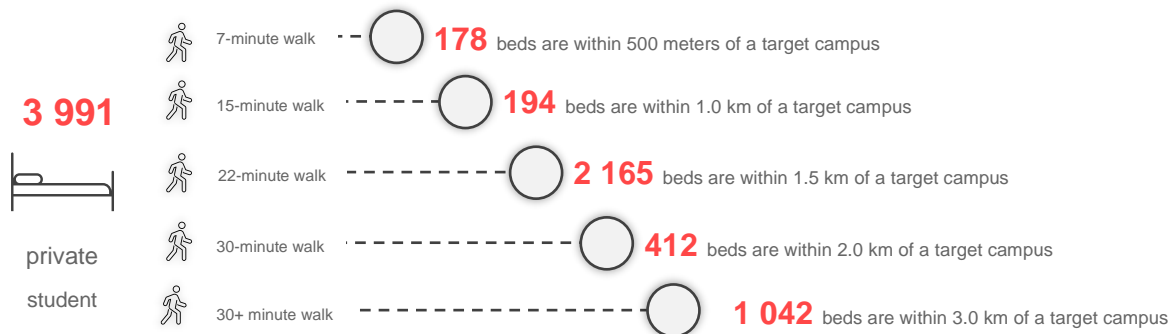 7-minute walk 178 beds are within 500 meters of a target campus
3 991
15-minute walk 194 beds are within 1.0 km of a target campus
22-minute walk 2 165 beds are within 1.5 km of a target campus
30-minute walk 412 beds are within 2.0 km of a target campus
private
student
30+ minute walk 1 042 beds are within 3.0 km of a target campus